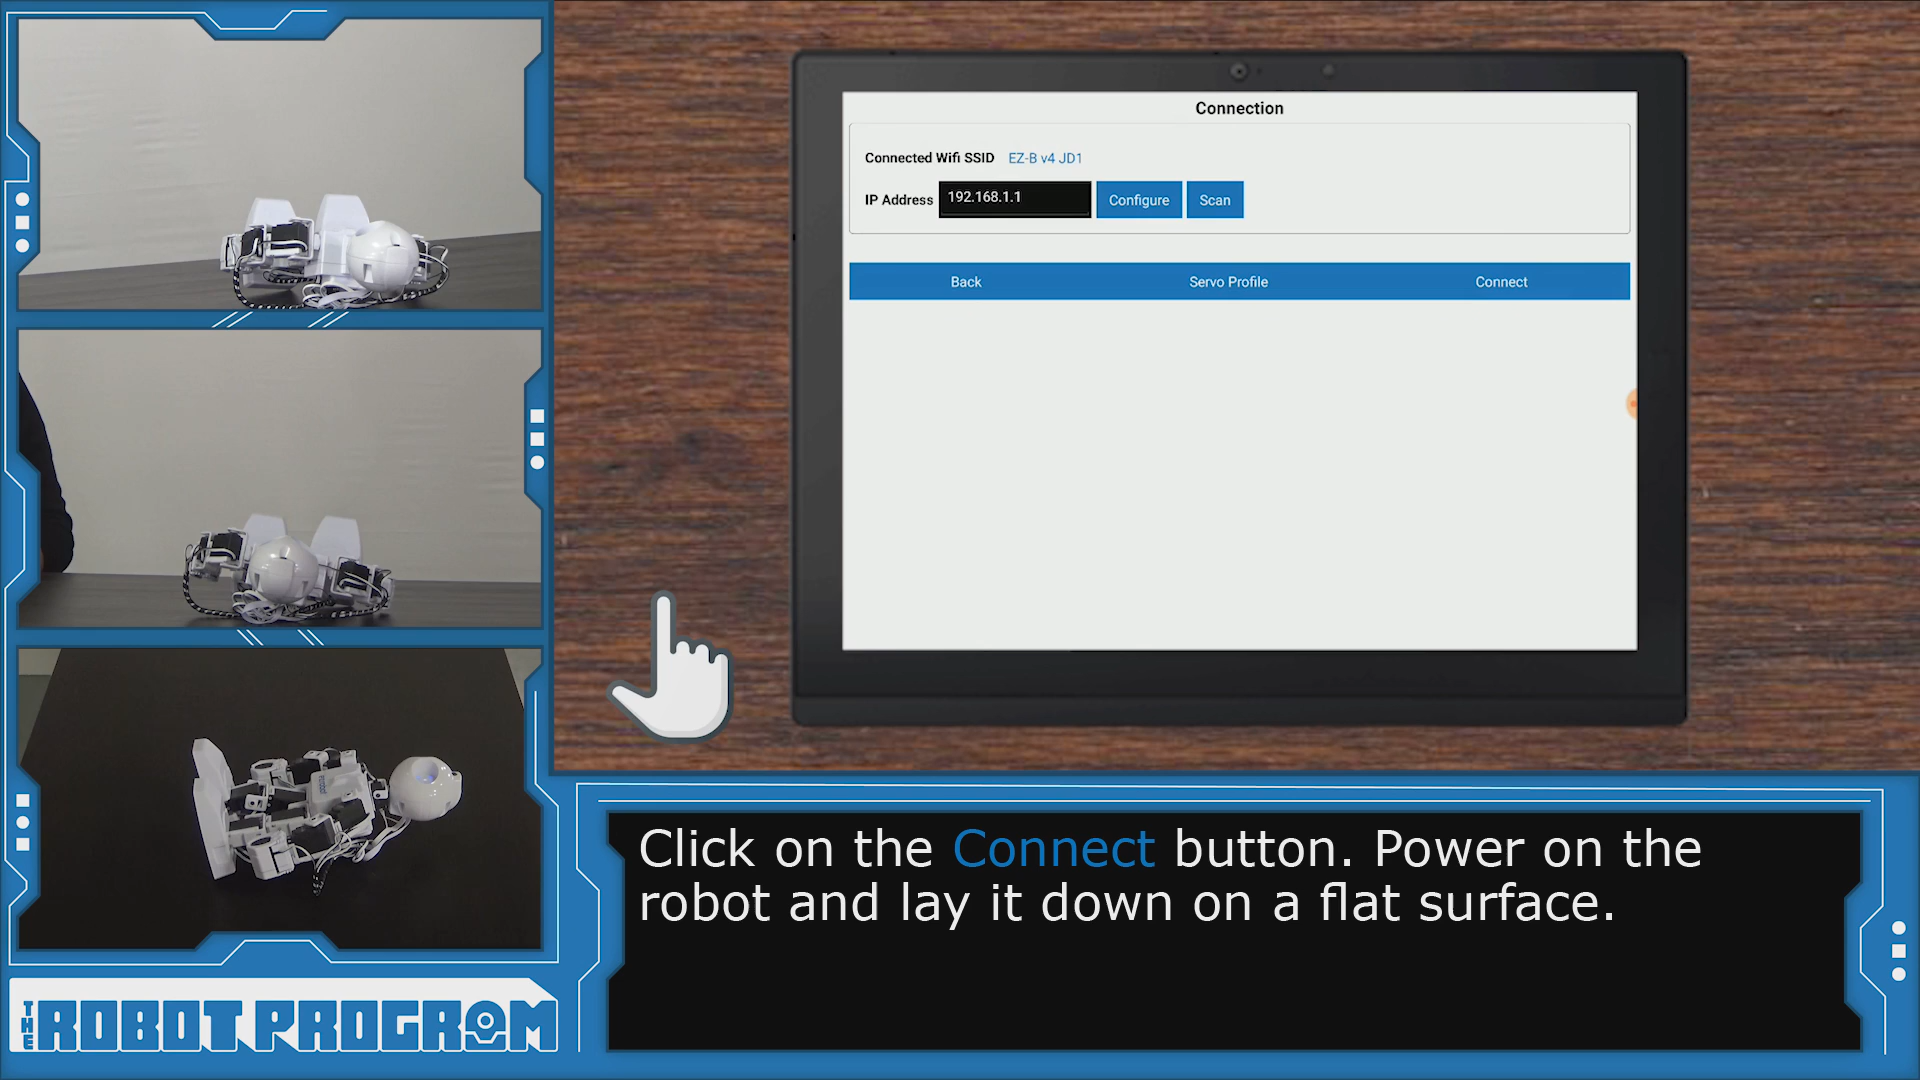 Connection
Connected Wifi SSID EZ-B v4 JD1
IP Address 192.168.1.1 Configure Scan
Back Servo Profile Connect
Click on the Connect button. Power on the
robot and lay it down on a flat surface.
THE ROBOT PROGRAM